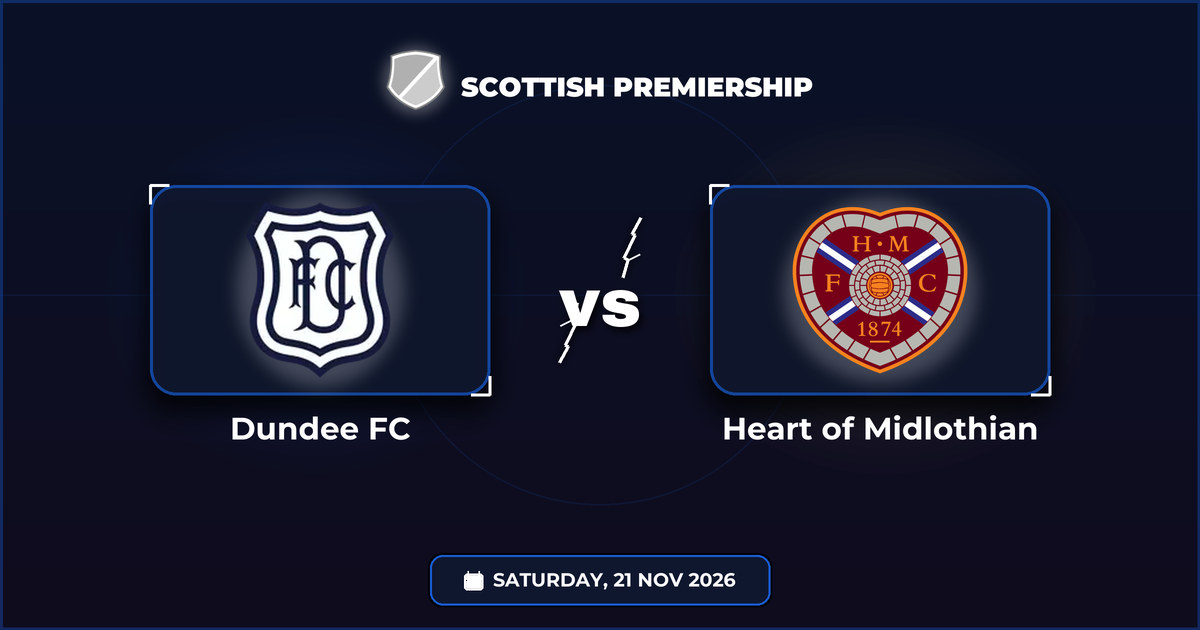 SCOTTISH PREMIERSHIP
DFC
H·M
F C
1874
VS
Dundee FC
Heart of Midlothian
SATURDAY, 21 NOV 2026